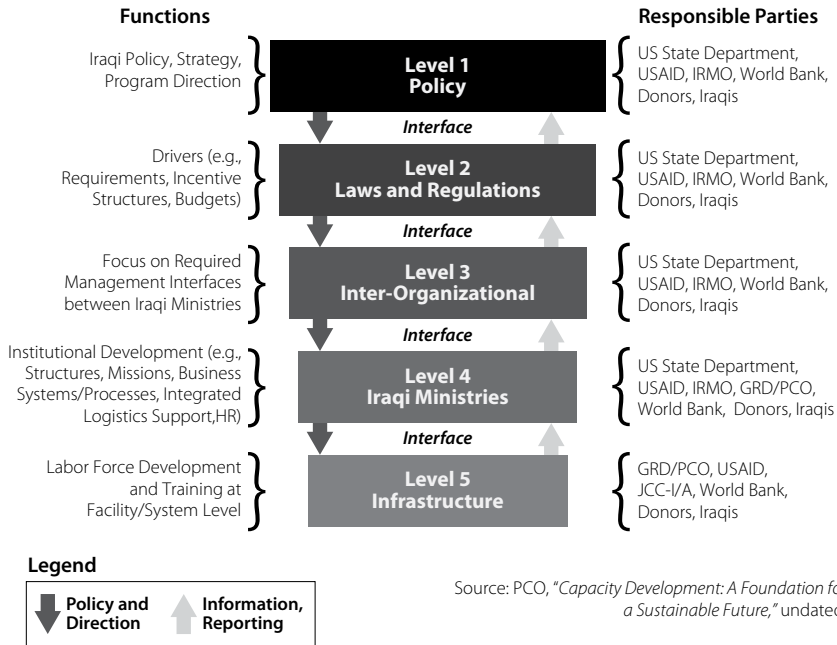 Functions
Responsible Parties
Iraqi Policy, Strategy,
Program Direction
Level 1
Policy
US State Department,
USAID, IRMO, World Bank,
Donors, Iraqis
Interface
Drivers (e.g.,
Requirements, Incentive
Structures, Budgets)
Level 2
Laws and Regulations
US State Department,
USAID, IRMO, World Bank,
Donors, Iraqis
Interface
Focus on Required
Management Interfaces
between Iraqi Ministries
Level 3
Inter-Organizational
US State Department,
USAID, IRMO, World Bank,
Donors, Iraqis
Interface
Institutional Development (e.g.,
Structures, Missions, Business
Systems/Processes, Integrated
Logistics Support,HR)
Level 4
Iraqi Ministries
US State Department,
USAID, IRMO, GRD/PCO,
World Bank, Donors, Iraqis
Interface
Labor Force Development
and Training at
Facility/System Level
Level 5
Infrastructure
GRD/PCO, USAID,
JCC-I/A, World Bank,
Donors, Iraqis
Legend
Policy and
Direction
Information,
Reporting
Source: PCO, "Capacity Development: A Foundation fo
a Sustainable Future," undated